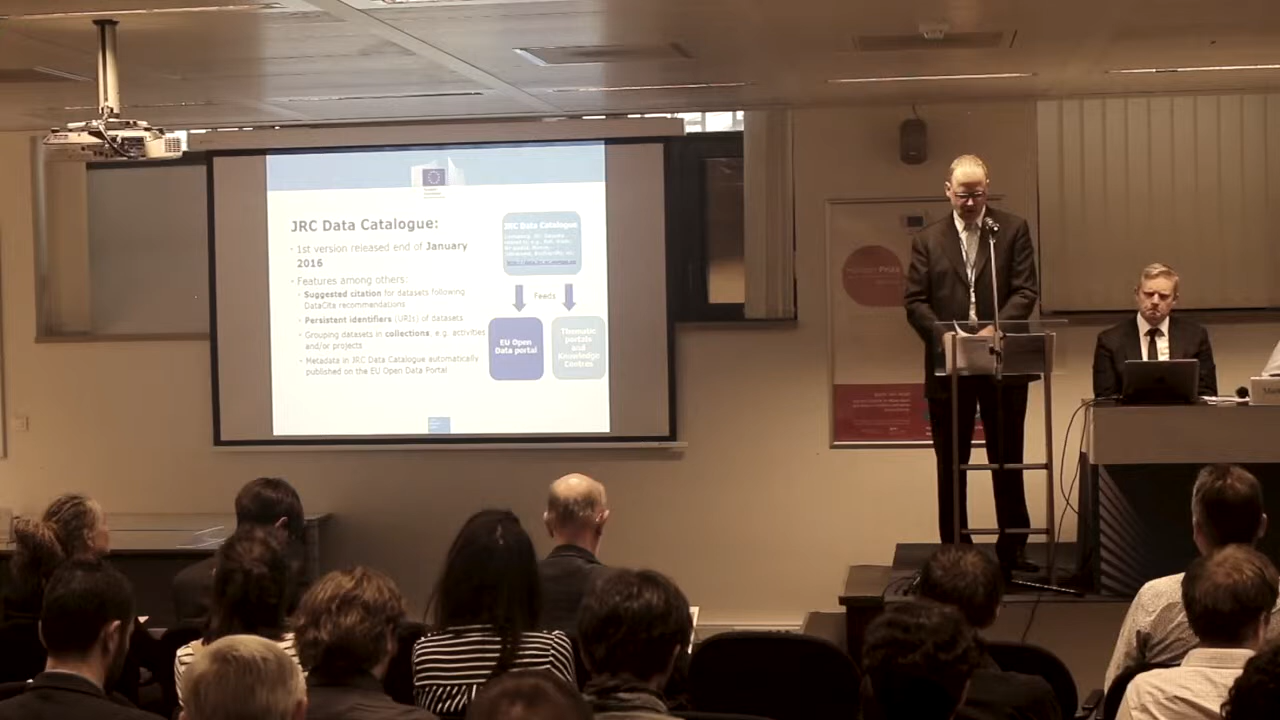 JRC Data Catalogue:
· 1st version released end of January
2016
· Features among others:
· Suggested citation for datasets following
DataCite recommendations
· Persistent identifiers (URIs) of datasets
· Grouping datasets in collections, e.g. activities
and/or projects
· Metadata in JRC Data Catalogue automatically
published on the EU Open Data Portal
JRC Data Catalogue
Feeds
EU Open
Data portal
Thematic
portals
and
Knowledge
Centres
Horizon Prize